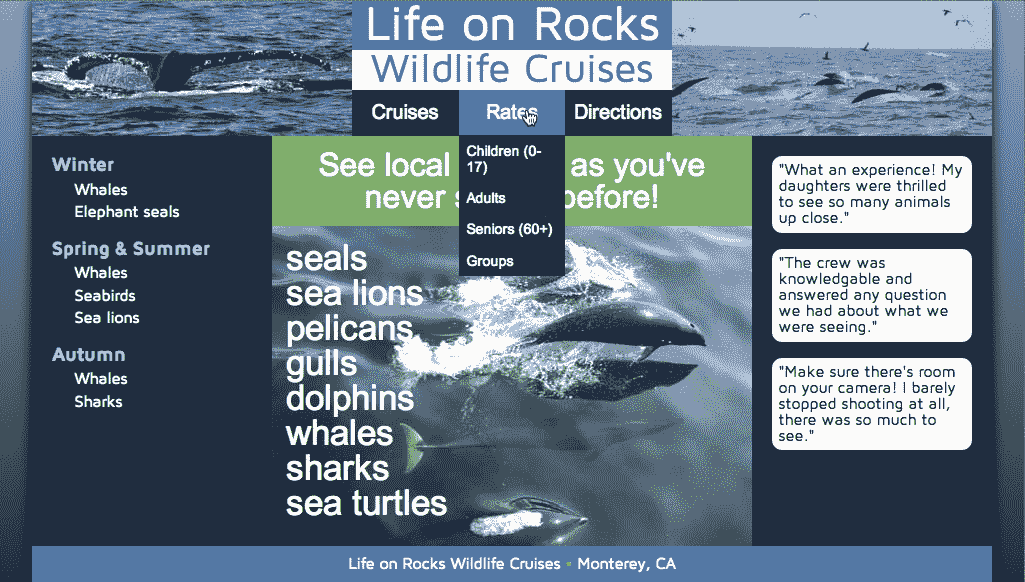 Life on Rocks
Wildlife Cruises
Cruises
Rates
Directions
Children (0-
17)
Adults
Seniors (60+)
Groups
Winter
Whales
Elephant seals
Spring & Summer
Whales
Seabirds
Sea lions
Autumn
Whales
Sharks
See local as you've
never before!
seals
sea lions
pelicans
gulls
dolphins
whales
sharks
sea turtles
"What an experience! My
daughters were thrilled
to see so many animals
up close."
"The crew was
knowledgable and
answered any question
we had about what we
were seeing."
"Make sure there's room
on your camera! I barely
stopped shooting at all,
there was so much to
see."
Life on Rocks Wildlife Cruises • Monterey, CA